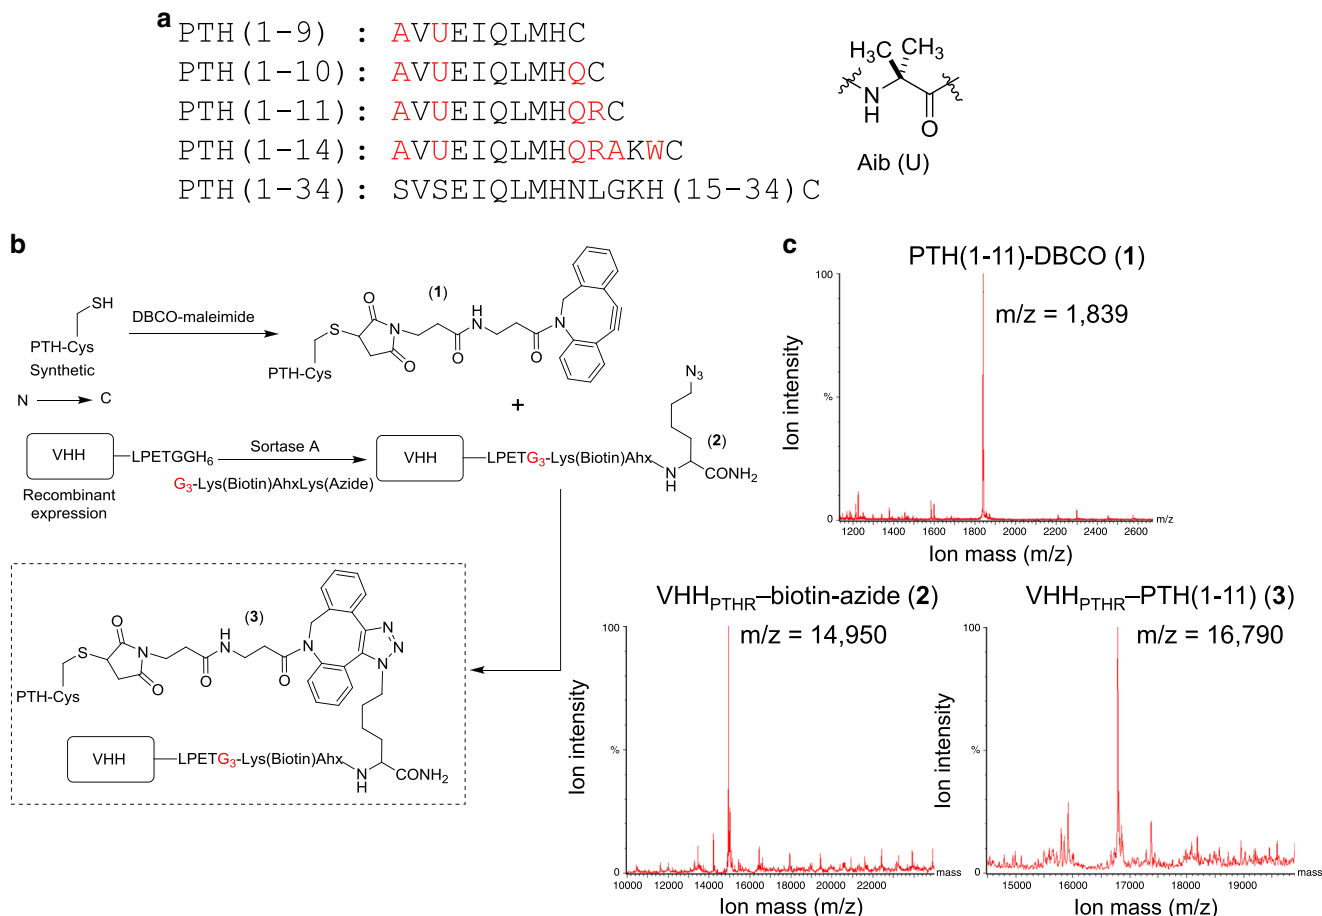 a
PTH(1-9) : AVUEIQLMHC
PTH(1-10): AVUEIQLMHQC
PTH(1-11): AVUEIQLMHQRC
PTH(1-14): AVUEIQLMHQRAKWC
PTH(1-34): SVSEIQLMHNLGKH(15-34)C
H₃C CH₃
N
H
O
Aib (U)
b
SH
PTH-Cys
Synthetic
N C
DBCO-maleimide
(1)
O
S
N
O
PTH-Cys
H
N
O
O
N
+
VHH
LPETGGH₆
Recombinant
expression
Sortase A
G₃-Lys(Biotin)AhxLys(Azide)
VHH
LPETG₃-Lys(Biotin)Ahx
N₃
(2)
N
H
CONH₂
(3)
O
S
N
O
PTH-Cys
H
N
O
O
N
N
N
N
VHH
LPETG₃-Lys(Biotin)Ahx
N
H
CONH₂
c
PTH(1-11)-DBCO (1)
m/z = 1,839
100
%
0
Ion intensity
1200 1400 1600 1800 2000 2200 2400 2600 m/z
Ion mass (m/z)
VHH_PTHR–biotin-azide (2)
m/z = 14,950
100
%
0
Ion intensity
10000 12000 14000 16000 18000 20000 22000 mass
Ion mass (m/z)
VHH_PTHR–PTH(1-11) (3)
m/z = 16,790
100
%
0
Ion intensity
15000 16000 17000 18000 19000 mass
Ion mass (m/z)